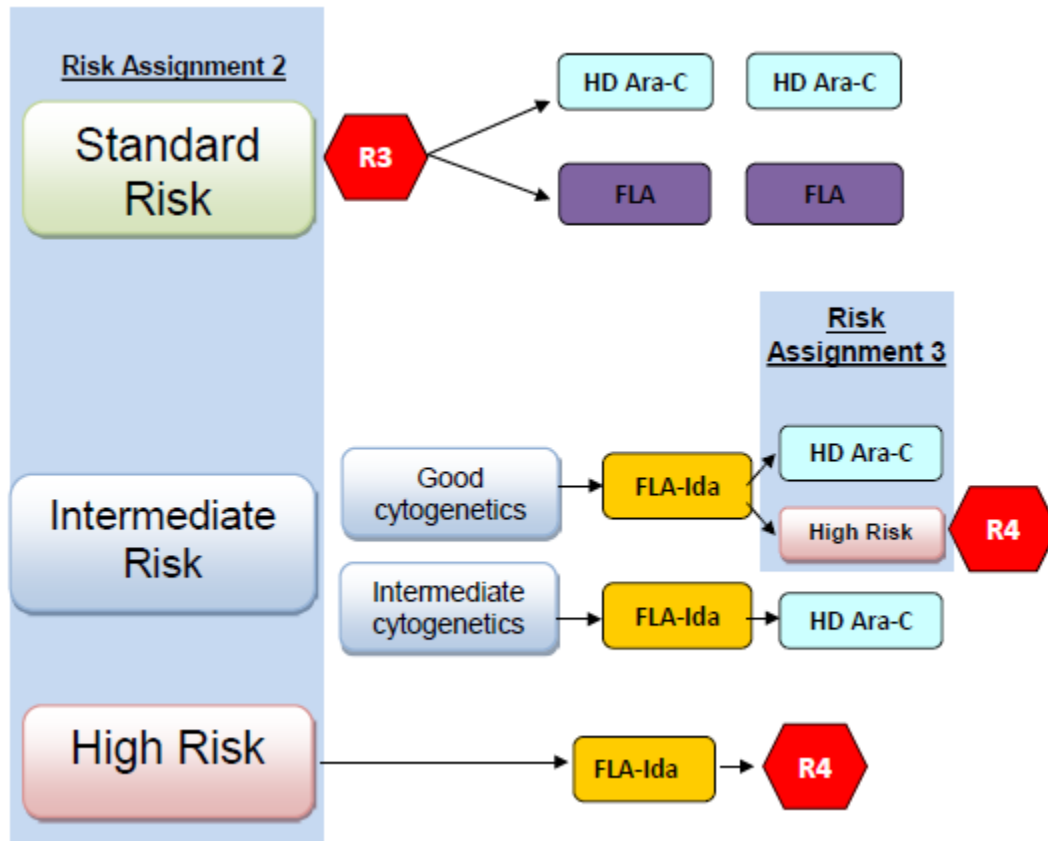 Risk Assignment 2
Standard
Risk
R3
HD Ara-C
HD Ara-C
FLA
FLA
Risk
Assignment 3
Intermediate
Risk
Good
cytogenetics
FLA-Ida
HD Ara-C
High Risk
R4
Intermediate
cytogenetics
FLA-Ida
HD Ara-C
High Risk
FLA-Ida
R4